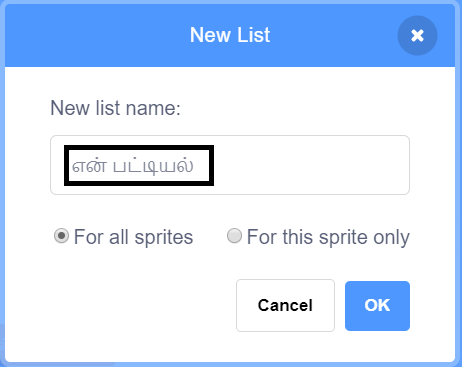 New List
New list name:
என் பட்டியல்
For all sprites For this sprite only
Cancel OK